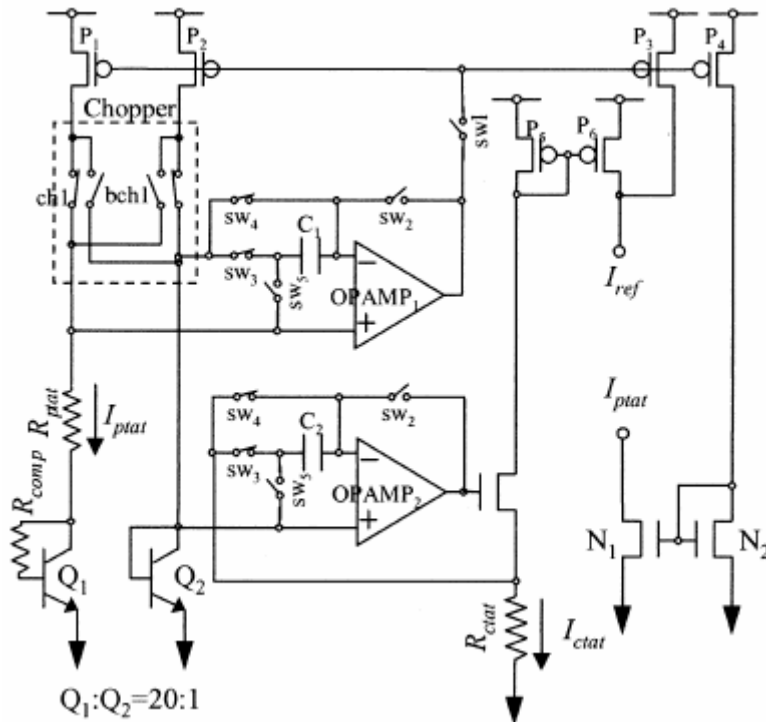 P1
P2
P3
P4
Chopper
sw1
P5
P6
ch1
bch1
sw4
sw2
C1
sw3
sw5
OPAMP1
Iref
Rptat
Iptat
sw4
sw2
Iptat
C2
sw3
sw5
OPAMP2
Rcomp
N1
N2
Q1
Q2
Rctat
Ictat
Q1:Q2=20:1